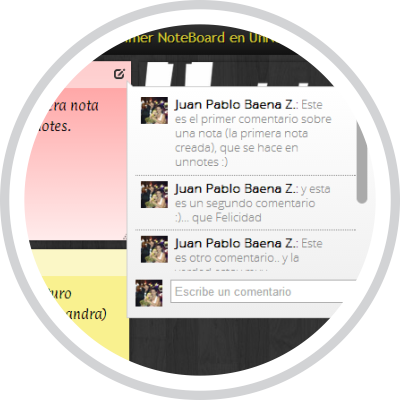 mer NoteBoard en Un
era nota
otes.
Juan Pablo Baena Z.: Este
es el primer comentario sobre
una nota (la primera nota
creada), que se hace en
unnotes :)
Juan Pablo Baena Z.: y esta
es un segundo comentario
:)... que Felicidad
Juan Pablo Baena Z.: Este
es otro comentario.. y la
Escribe un comentario
uro
andra)